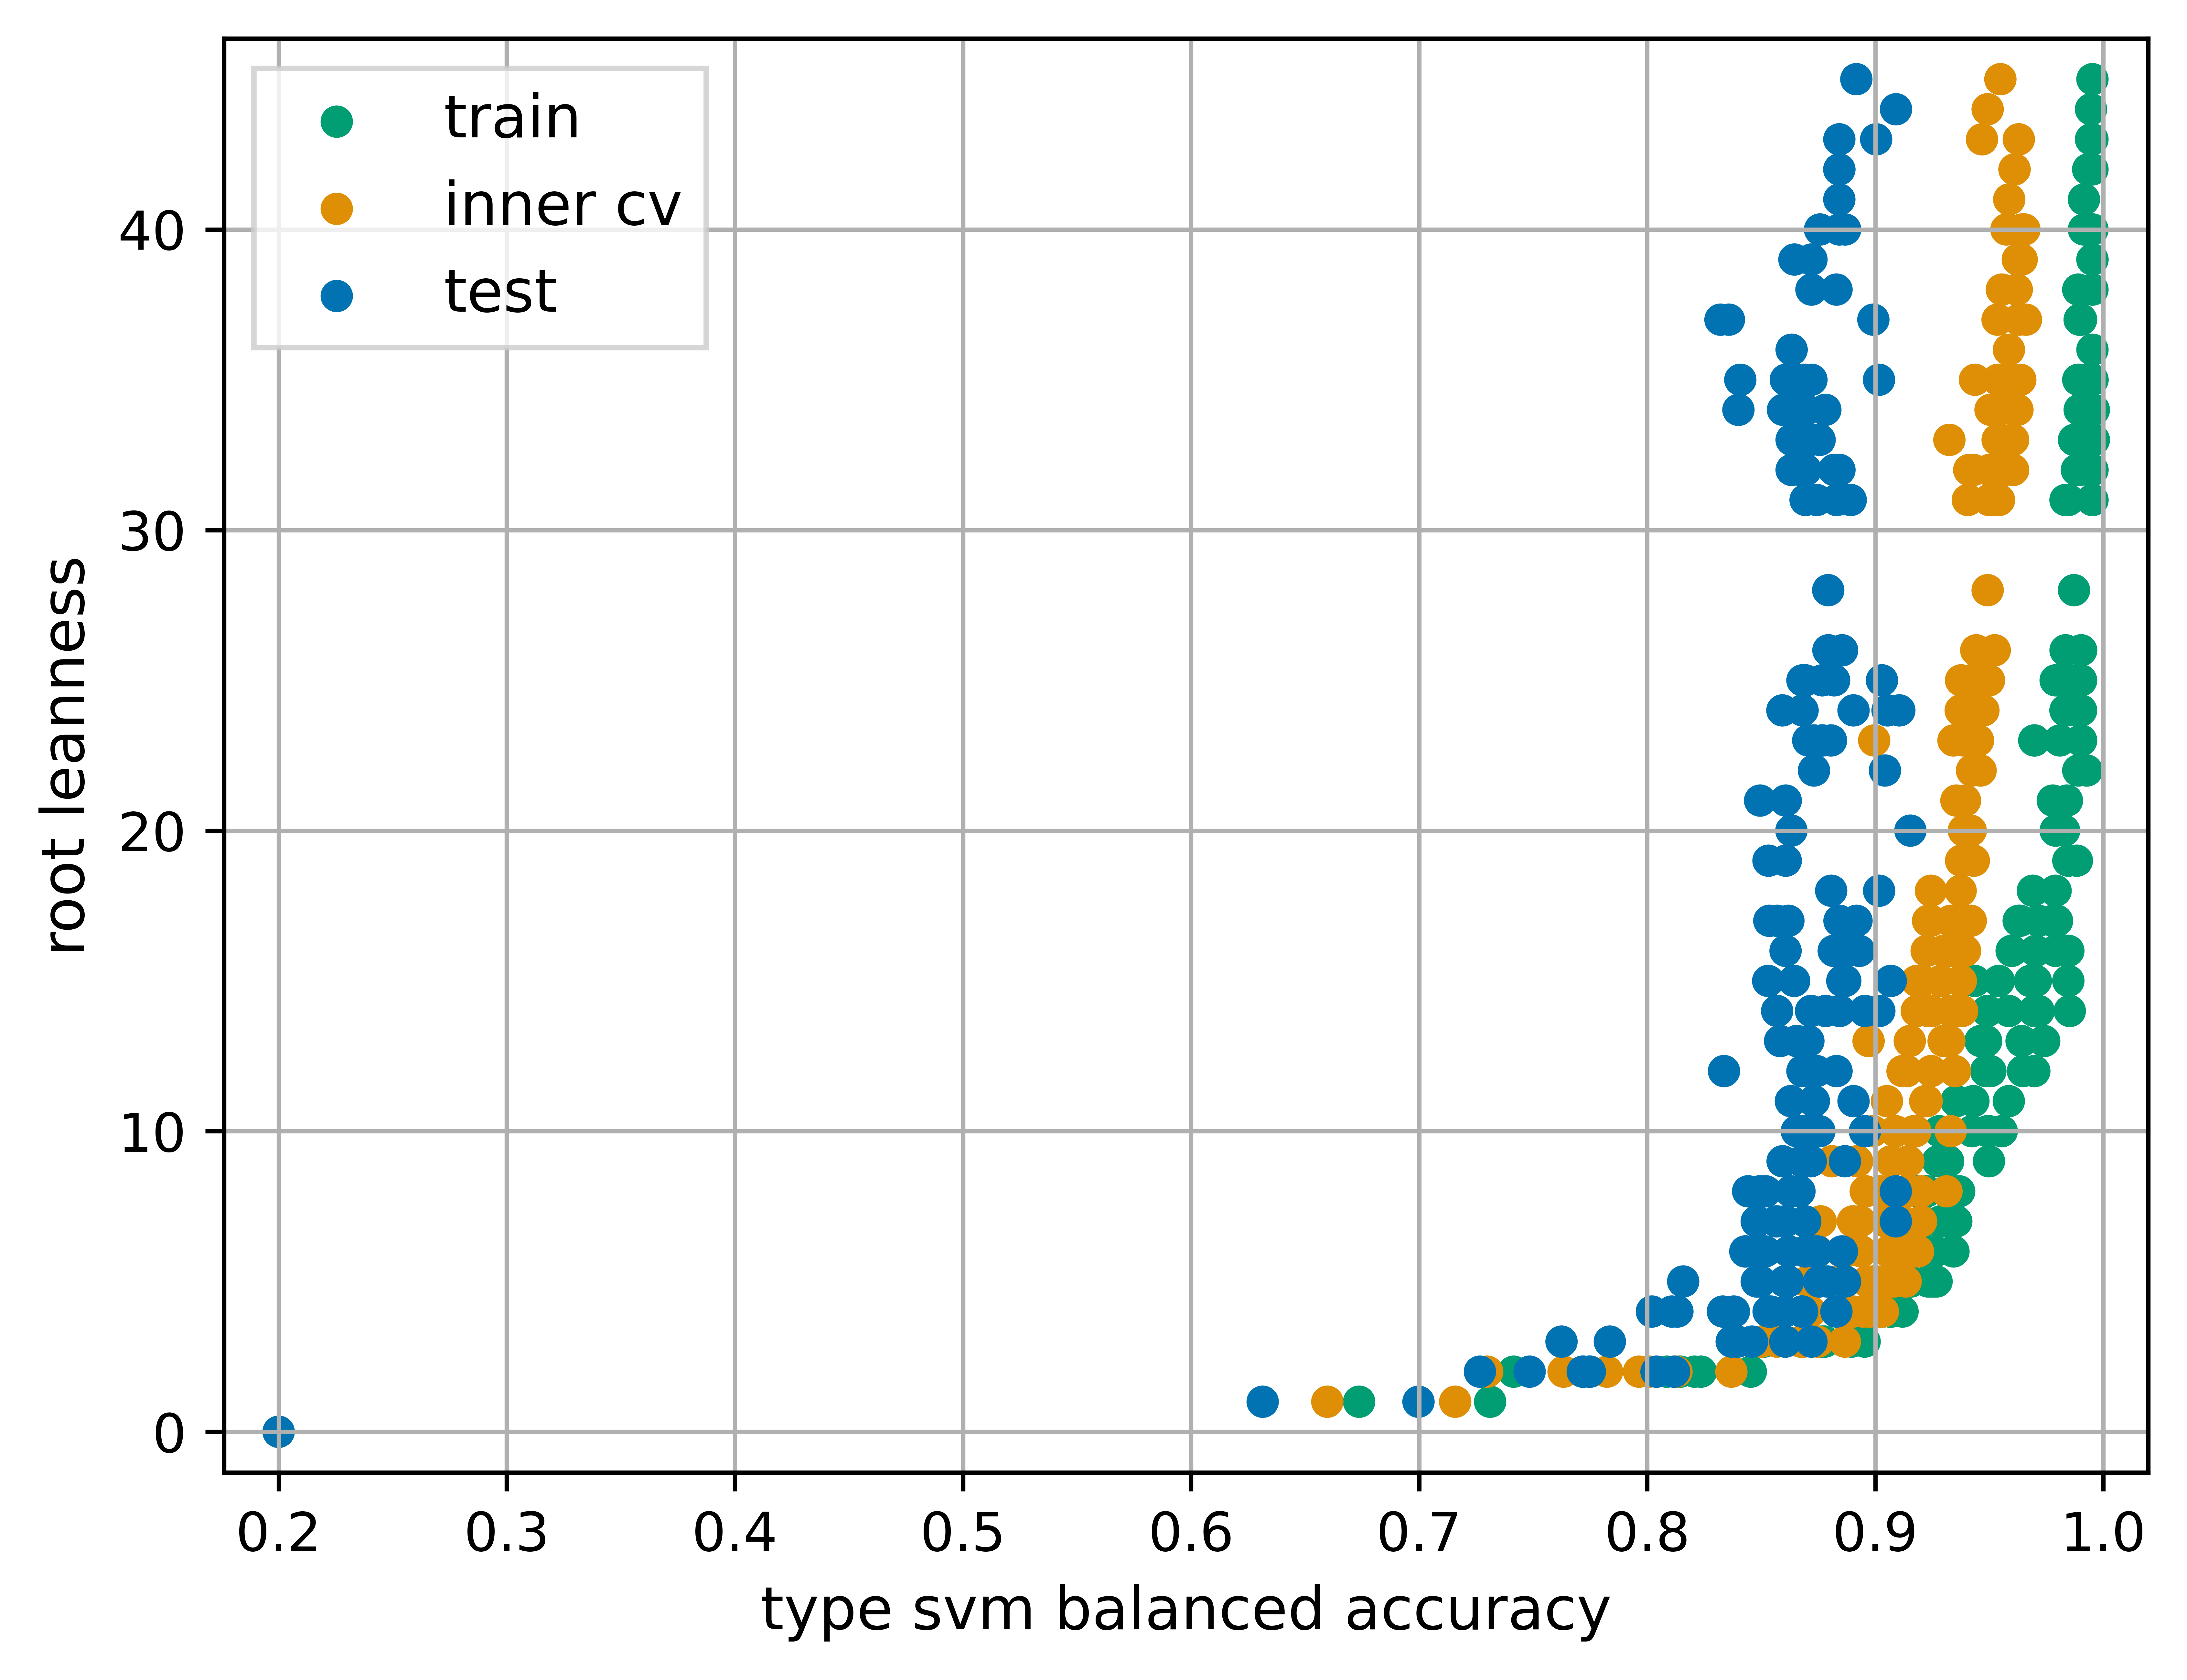 train
inner cv
test
40
30
20
10
0
root leanness
0.2 0.3 0.4 0.5 0.6 0.7 0.8 0.9 1.0
type svm balanced accuracy